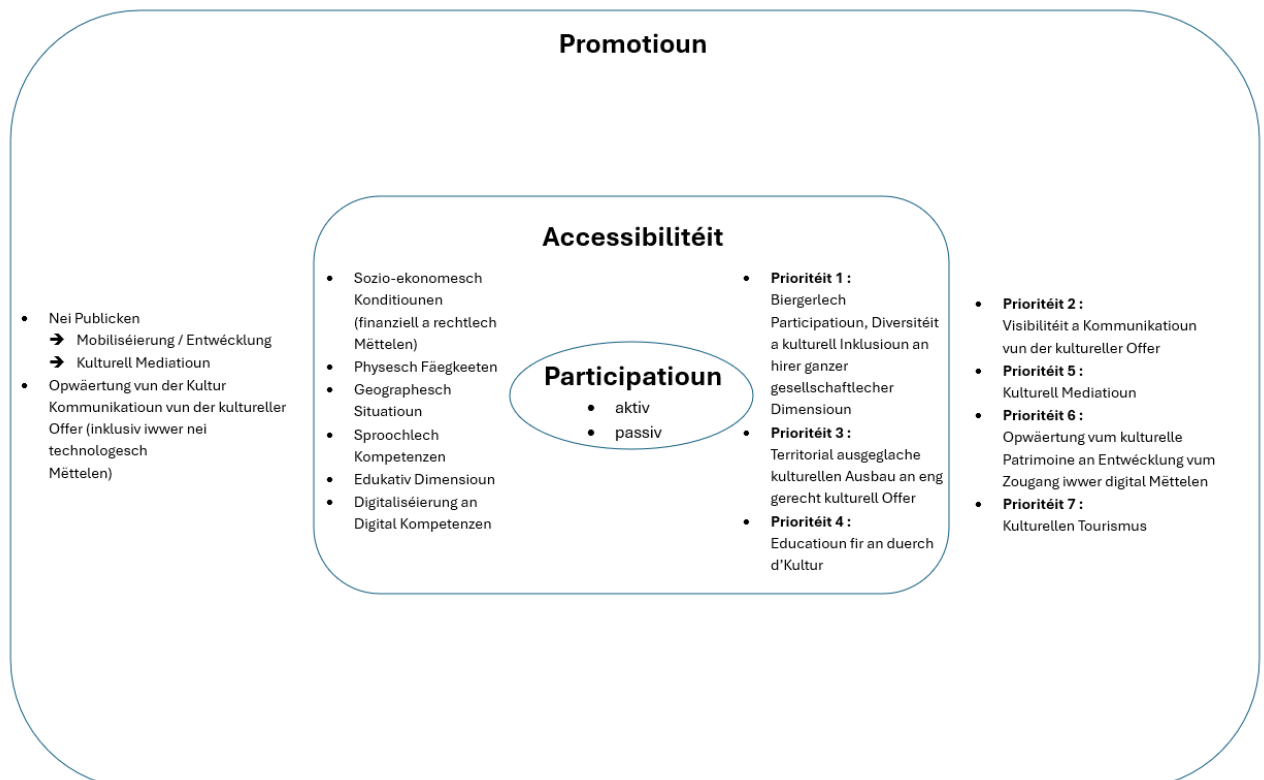 Promotioun
Accessibilitéit
Nei Publicken
Mobiliséierung / Entwécklung
Kulturell Mediatioun
Opwäertung vun der Kultur
Kommunikatioun vun der kultureller
Offer (inklusiv iwwer nei
technologesch
Mëttelen)
Sozio-ekonomesch
Konditiounen
(finanziell a rechtlech
Mëttelen)
Physesch Fäegkeeten
Geographesch
Situatioun
Sproochlech
Kompetenzen
Edukativ Dimensioun
Digitaliséierung an
Digital Kompetenzen
Participatioun
aktiv
passiv
Prioritéit 1 :
Biergerlech
Participatioun, Diversitéit
a kulturell Inklusioun an
hirer ganzer
gesellschaftlecher
Dimensioun
Prioritéit 3 :
Territorial ausgeglache
kulturellen Ausbau an eng
gerecht kulturell Offer
Prioritéit 4 :
Educatioun fir an duerch
d'Kultur
Prioritéit 2 :
Visibilitéit a Kommunikatioun
vun der kultureller Offer
Prioritéit 5 :
Kulturell Mediatioun
Prioritéit 6 :
Opwäertung vum kulturelle
Patrimoine an Entwécklung vum
Zougang iwwer digital Mëttelen
Prioritéit 7 :
Kulturellen Tourismus